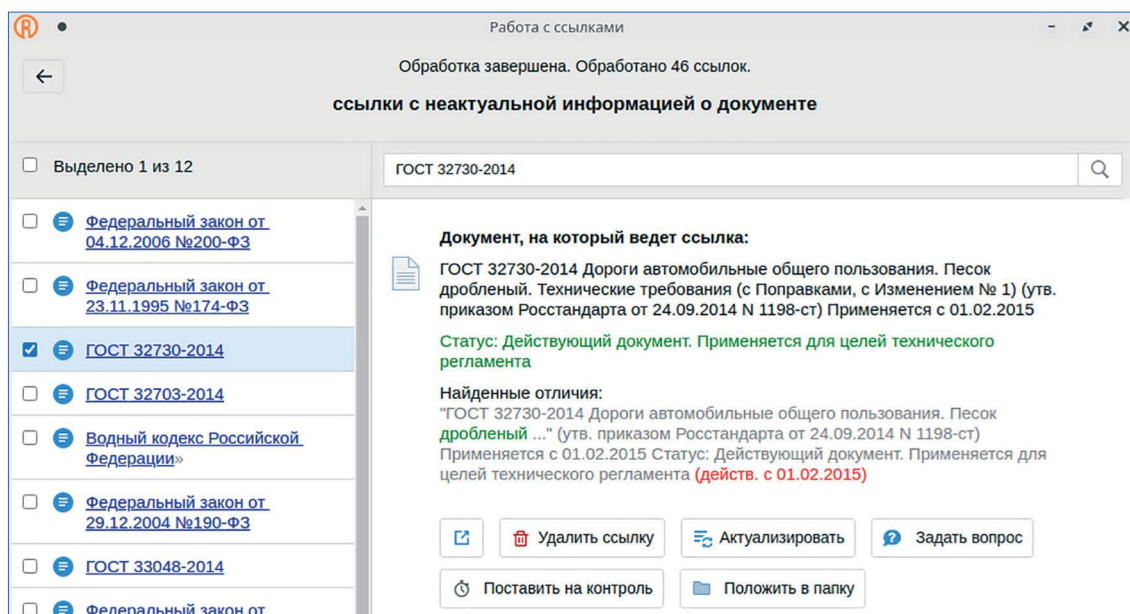 Работа с ссылками
Обработка завершена. Обработано 46 ссылок.
ссылки с неактуальной информацией о документе
Выделено 1 из 12
ГОСТ 32730-2014
Федеральный закон от
04.12.2006 №200-ФЗ
Федеральный закон от
23.11.1995 №174-ФЗ
ГОСТ 32730-2014
ГОСТ 32703-2014
Водный кодекс Российской
Федерации»
Федеральный закон от
29.12.2004 №190-ФЗ
ГОСТ 33048-2014
Федеральный закон от
Документ, на который ведет ссылка:
ГОСТ 32730-2014 Дороги автомобильные общего пользования. Песок
дробленый. Технические требования (с Поправками, с Изменением № 1) (утв.
приказом Росстандарта от 24.09.2014 N 1198-ст) Применяется с 01.02.2015
Статус: Действующий документ. Применяется для целей технического
регламента
Найденные отличия:
"ГОСТ 32730-2014 Дороги автомобильные общего пользования. Песок
дробленый ..." (утв. приказом Росстандарта от 24.09.2014 N 1198-ст)
Применяется с 01.02.2015 Статус: Действующий документ. Применяется для
целей технического регламента (действ. с 01.02.2015)
Удалить ссылку
Актуализировать
Задать вопрос
Поставить на контроль
Положить в папку